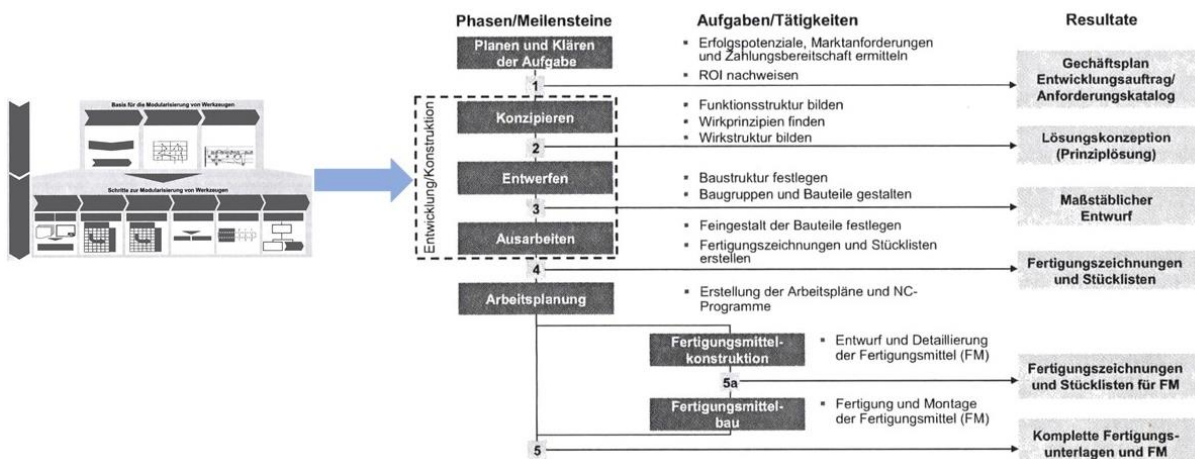 Phasen/Meilensteine
Aufgaben/Tätigkeiten
Resultate
Planen und Klären
der Aufgabe
▪ Erfolgspotenziale, Marktanforderungen
und Zahlungsbereitschaft ermitteln
▪ ROI nachweisen
1
Gechäftsplan
Entwicklungsauftrag/
Anforderungskatalog
Basis für die Modularisierung von Werkzeugen
Schritte zur Modularisierung von Werkzeugen
Entwicklung/Konstruktion
Konzipieren
▪ Funktionsstruktur bilden
▪ Wirkprinzipien finden
▪ Wirkstruktur bilden
2
Lösungskonzeption
(Prinziplösung)
Entwerfen
▪ Baustruktur festlegen
▪ Baugruppen und Bauteile gestalten
3
Maßstäblicher
Entwurf
Ausarbeiten
▪ Feingestalt der Bauteile festlegen
▪ Fertigungszeichnungen und Stücklisten
erstellen
4
Fertigungszeichnungen
und Stücklisten
Arbeitsplanung
▪ Erstellung der Arbeitspläne und NC-
Programme
Fertigungsmittel-
konstruktion
▪ Entwurf und Detaillierung
der Fertigungsmittel (FM)
5a
Fertigungszeichnungen
und Stücklisten für FM
Fertigungsmittel-
bau
▪ Fertigung und Montage
der Fertigungsmittel (FM)
5
Komplette Fertigungs-
unterlagen und FM